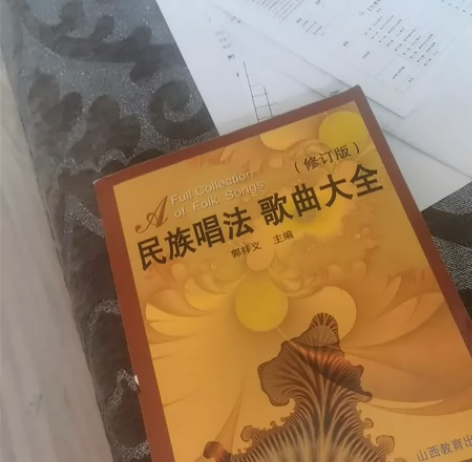 （修订版）
A Full Collection
of Folk Songs
民族唱法 歌曲大全
郭祥义 主编
山西教育出